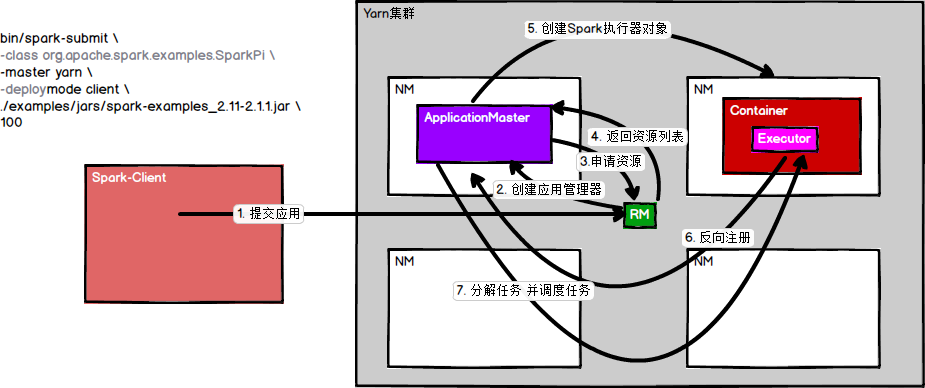 bin/spark-submit \
-class org.apache.spark.examples.SparkPi \
-master yarn \
-deploymode client \
./examples/jars/spark-examples_2.11-2.1.1.jar \
100
Yarn集群
5. 创建Spark执行器对象
NM
ApplicationMaster
NM
Container
Executor
4. 返回资源列表
3.申请资源
Spark-Client
2. 创建应用管理器
1. 提交应用
RM
6. 反向注册
NM
NM
7. 分解任务 并调度任务